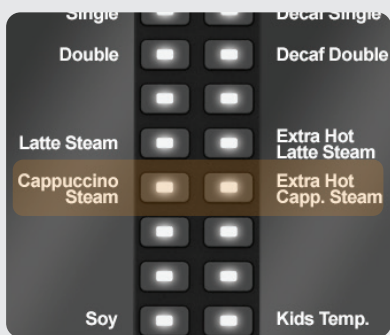 Single
Decaf Single
Double
Decaf Double
Latte Steam
Extra Hot
Latte Steam
Cappuccino
Steam
Extra Hot
Capp. Steam
Soy
Kids Temp.